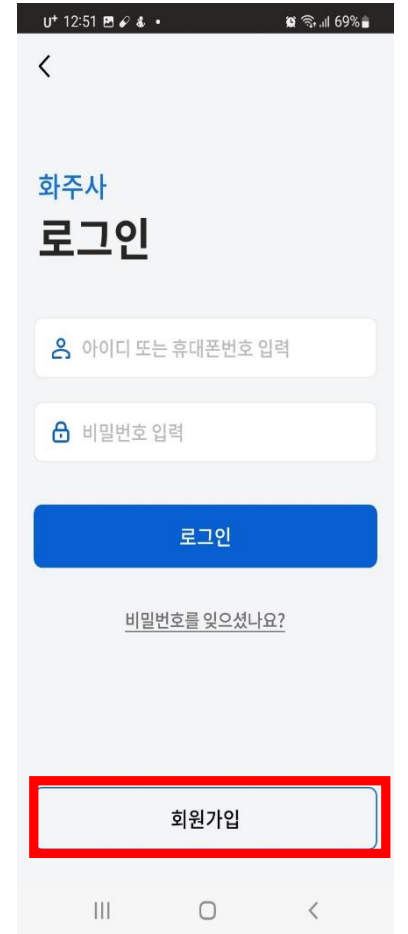 U+ 12:51
69%
화주사
로그인
아이디 또는 휴대폰번호 입력
비밀번호 입력
로그인
비밀번호를 잊으셨나요?
회원가입